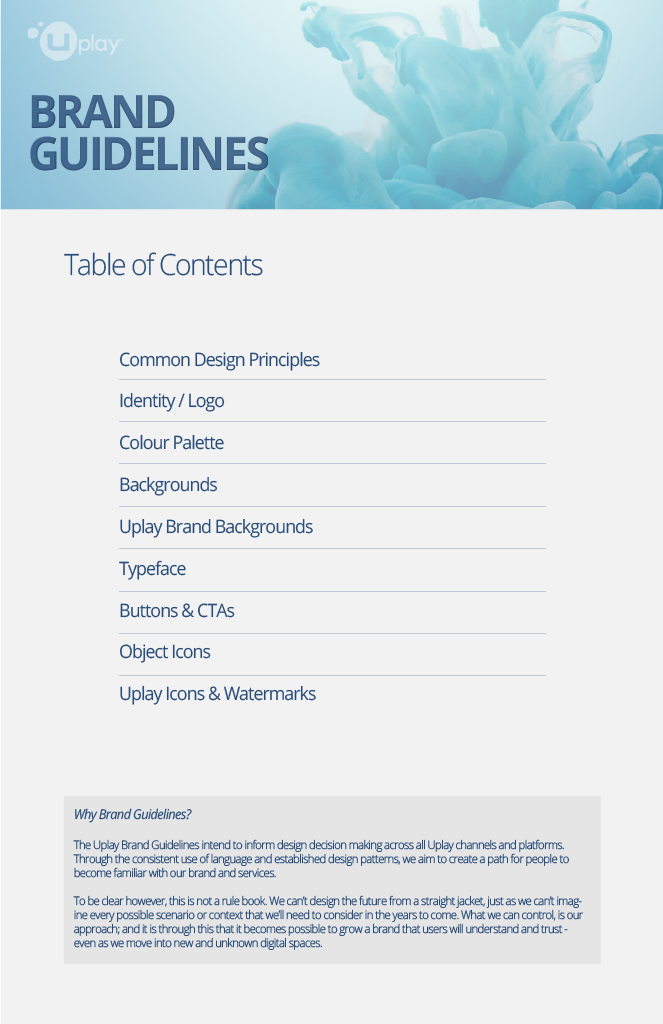 Uplay
BRAND
GUIDELINES
Table of Contents
Common Design Principles
Identity / Logo
Colour Palette
Backgrounds
Uplay Brand Backgrounds
Typeface
Buttons & CTAs
Object Icons
Uplay Icons & Watermarks
Why Brand Guidelines?
The Uplay Brand Guidelines intend to inform design decision making across all Uplay channels and platforms.
Through the consistent use of language and established design patterns, we aim to create a path for people to
become familiar with our brand and services.
To be clear however, this is not a rule book. We can't design the future from a straight jacket, just as we can't imag-
ine every possible scenario or context that we'll need to consider in the years to come. What we can control, is our
approach; and it is through this that it becomes possible to grow a brand that users will understand and trust -
even as we move into new and unknown digital spaces.